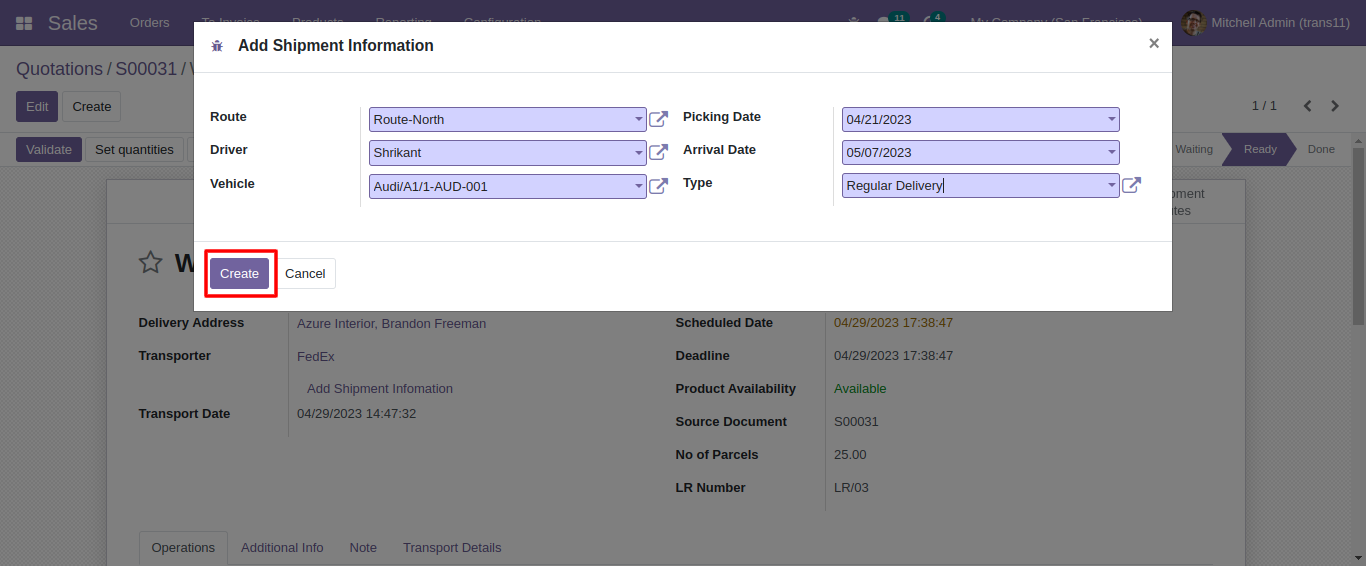 Sales Orders To Invoice Products Reporting Configuration 11 4 My Company (San Francisco) Mitchell Admin (trans11)
Add Shipment Information ×
Quotations / S00031 /
Edit Create 1 / 1
Validate Set quantities Waiting Ready Done
Route Route-North Picking Date 04/21/2023
Driver Shrikant Arrival Date 05/07/2023
Vehicle Audi/A1/1-AUD-001 Type Regular Delivery
Create Cancel
Delivery Address Azure Interior, Brandon Freeman Scheduled Date 04/29/2023 17:38:47
Transporter FedEx Deadline 04/29/2023 17:38:47
Add Shipment Infomation Product Availability Available
Transport Date 04/29/2023 14:47:32 Source Document S00031
No of Parcels 25.00
LR Number LR/03
Operations Additional Info Note Transport Details